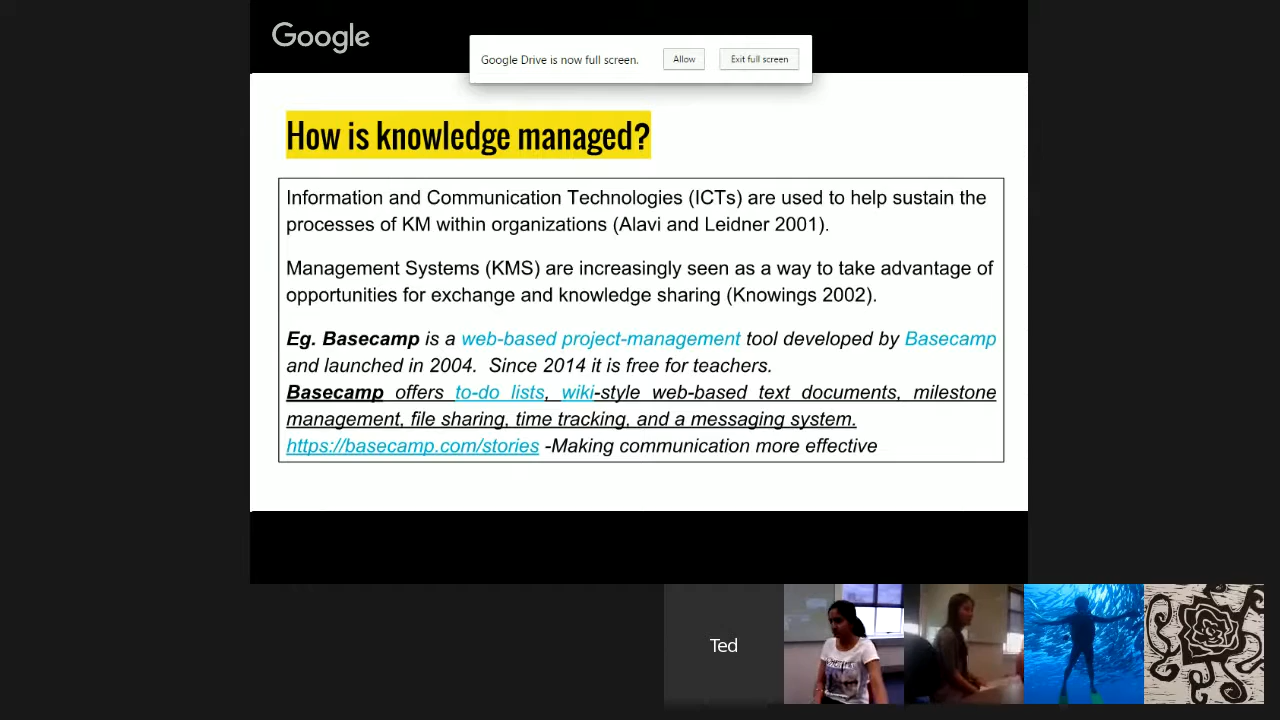 Google
Google Drive is now full screen. Allow Exit full screen
How is knowledge managed?
Information and Communication Technologies (ICTs) are used to help sustain the
processes of KM within organizations (Alavi and Leidner 2001).
Management Systems (KMS) are increasingly seen as a way to take advantage of
opportunities for exchange and knowledge sharing (Knowings 2002).
Eg. Basecamp is a web-based project-management tool developed by Basecamp
and launched in 2004. Since 2014 it is free for teachers.
Basecamp offers to-do lists, wiki-style web-based text documents, milestone
management, file sharing, time tracking, and a messaging system.
https://basecamp.com/stories -Making communication more effective
Ted